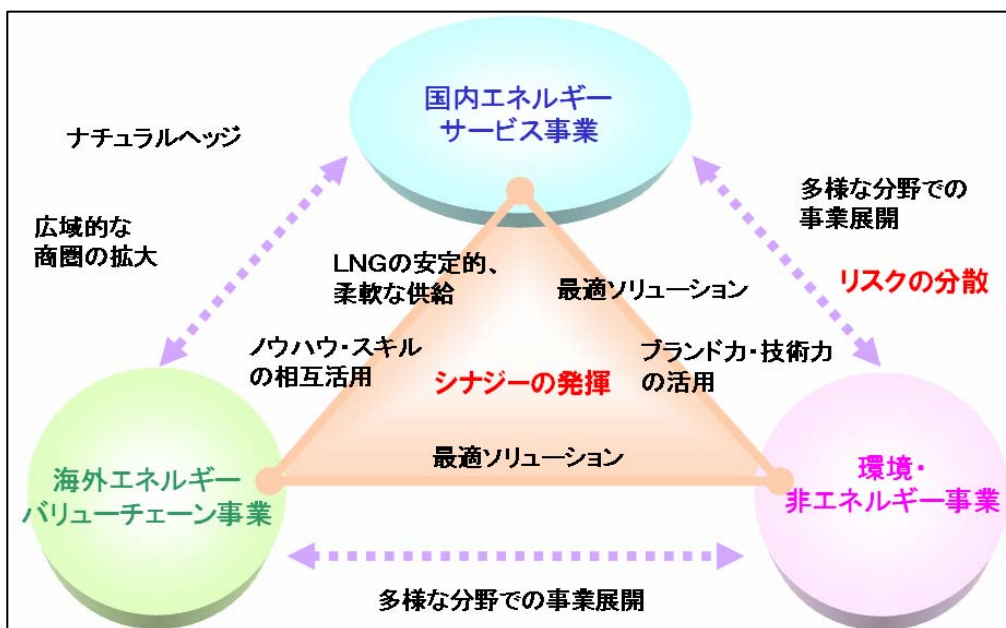 国内エネルギー
サービス事業
ナチュラルヘッジ
多様な分野での
事業展開
広域的な
商圏の拡大
LNGの安定的、
柔軟な供給
最適ソリューション
リスクの分散
ノウハウ・スキル
の相互活用
シナジーの発揮
ブランド力・技術力
の活用
最適ソリューション
海外エネルギー
バリューチェーン事業
環境・
非エネルギー事業
多様な分野での事業展開